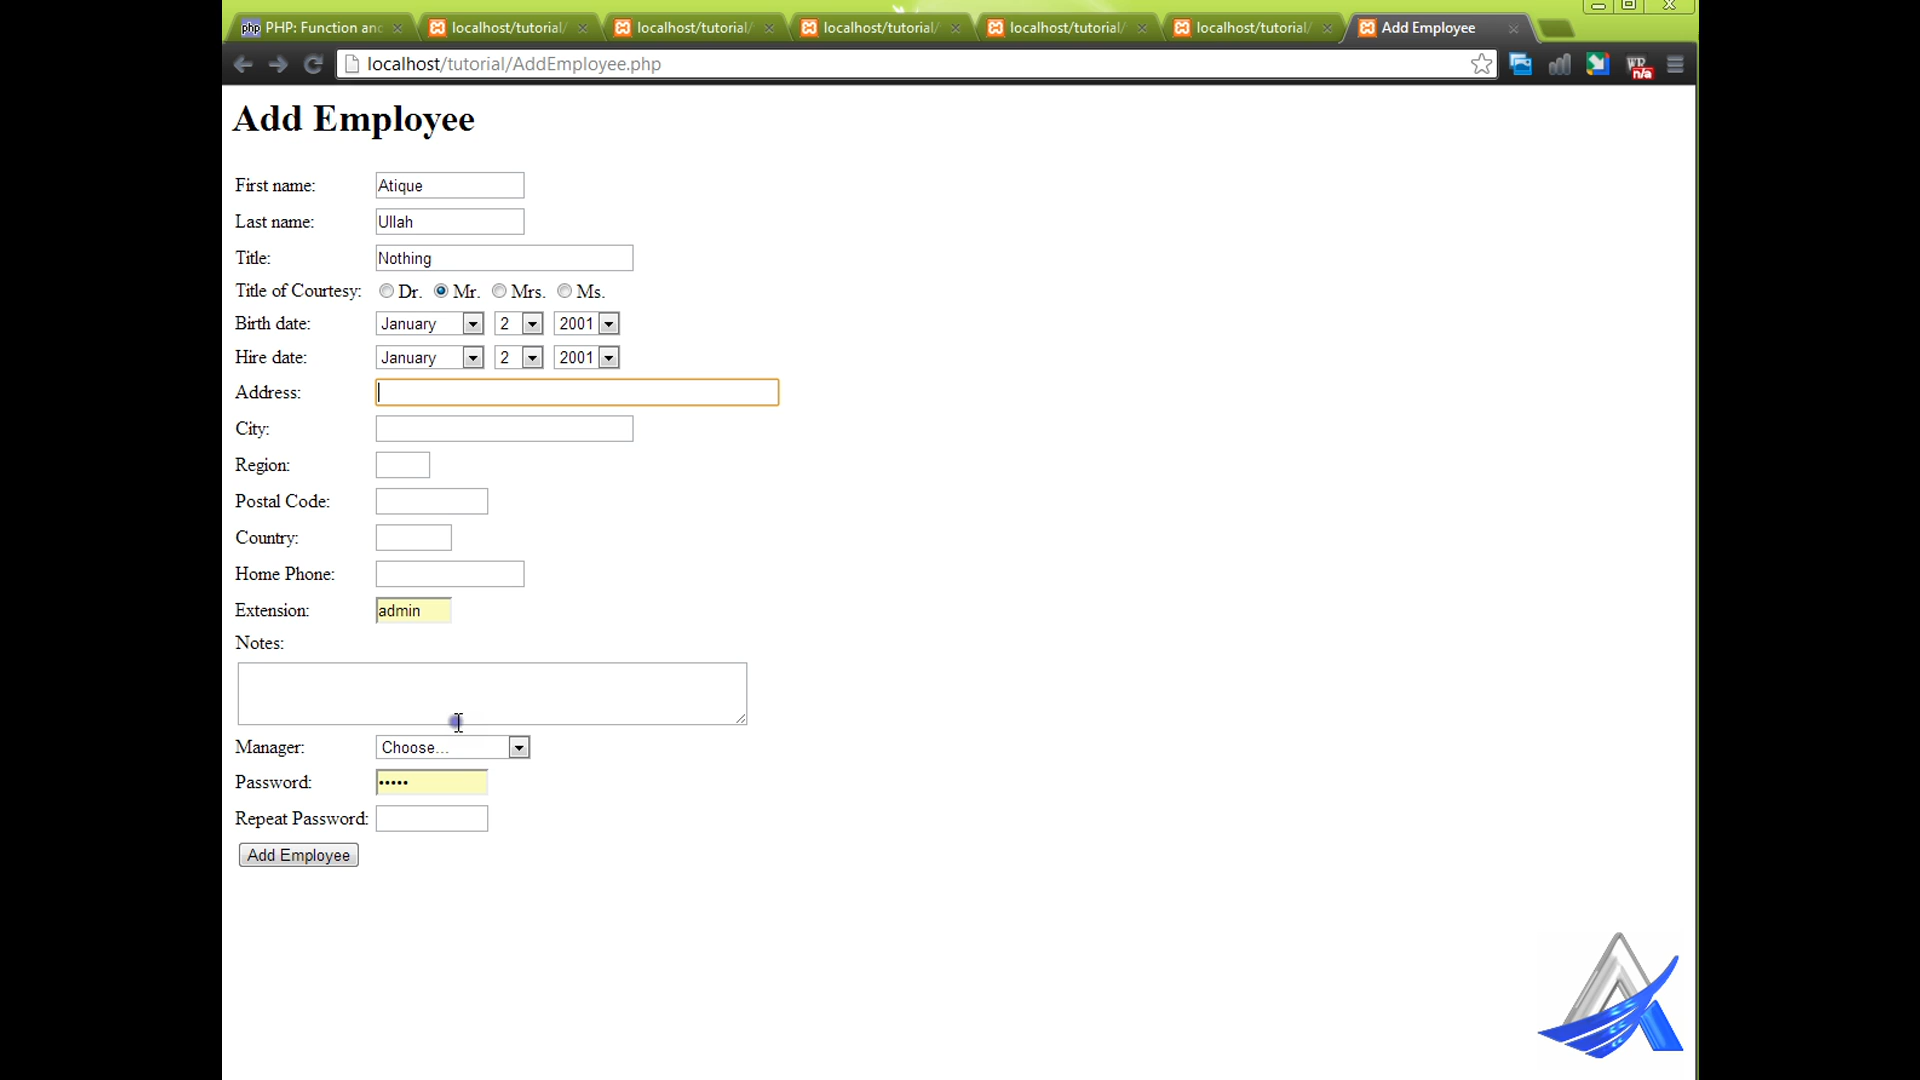 php PHP: Function and localhost/tutorial/ localhost/tutorial/ localhost/tutorial/ localhost/tutorial/ localhost/tutorial/ Add Employee
localhost/tutorial/AddEmployee.php WR n/a
Add Employee
First name: Atique
Last name: Ullah
Title: Nothing
Title of Courtesy: Dr. Mr. Mrs. Ms.
Birth date: January 2 2001
Hire date: January 2 2001
Address:
City:
Region:
Postal Code:
Country:
Home Phone:
Extension: admin
Notes:
Manager: Choose...
Password: •••••
Repeat Password:
Add Employee